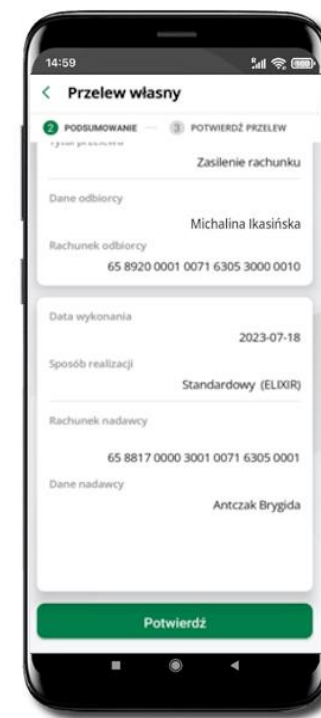 14:59
Przelew własny
2 PODSUMOWANIE 3 POTWIERDŹ PRZELEW
Tytuł przelewu
Zasilenie rachunku
Dane odbiorcy
Michalina Ikasińska
Rachunek odbiorcy
65 8920 0001 0071 6305 3000 0010
Data wykonania
2023-07-18
Sposób realizacji
Standardowy (ELIXIR)
Rachunek nadawcy
65 8817 0000 3001 0071 6305 0001
Dane nadawcy
Antczak Brygida
Potwierdź